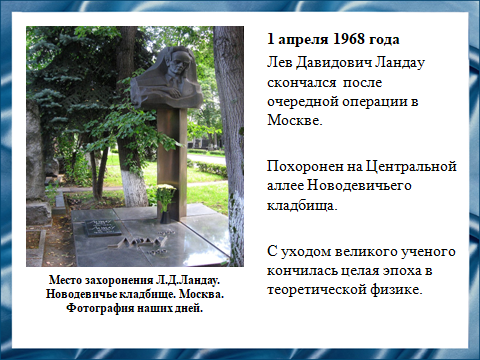 1 апреля 1968 года
Лев Давидович Ландау
скончался после
очередной операции в
Москве.
Похоронен на Центральной
аллее Новодевичьего
кладбища.
С уходом великого ученого
кончилась целая эпоха в
теоретической физике.
Место захоронения Л.Д.Ландау.
Новодевичье кладбище. Москва.
Фотография наших дней.